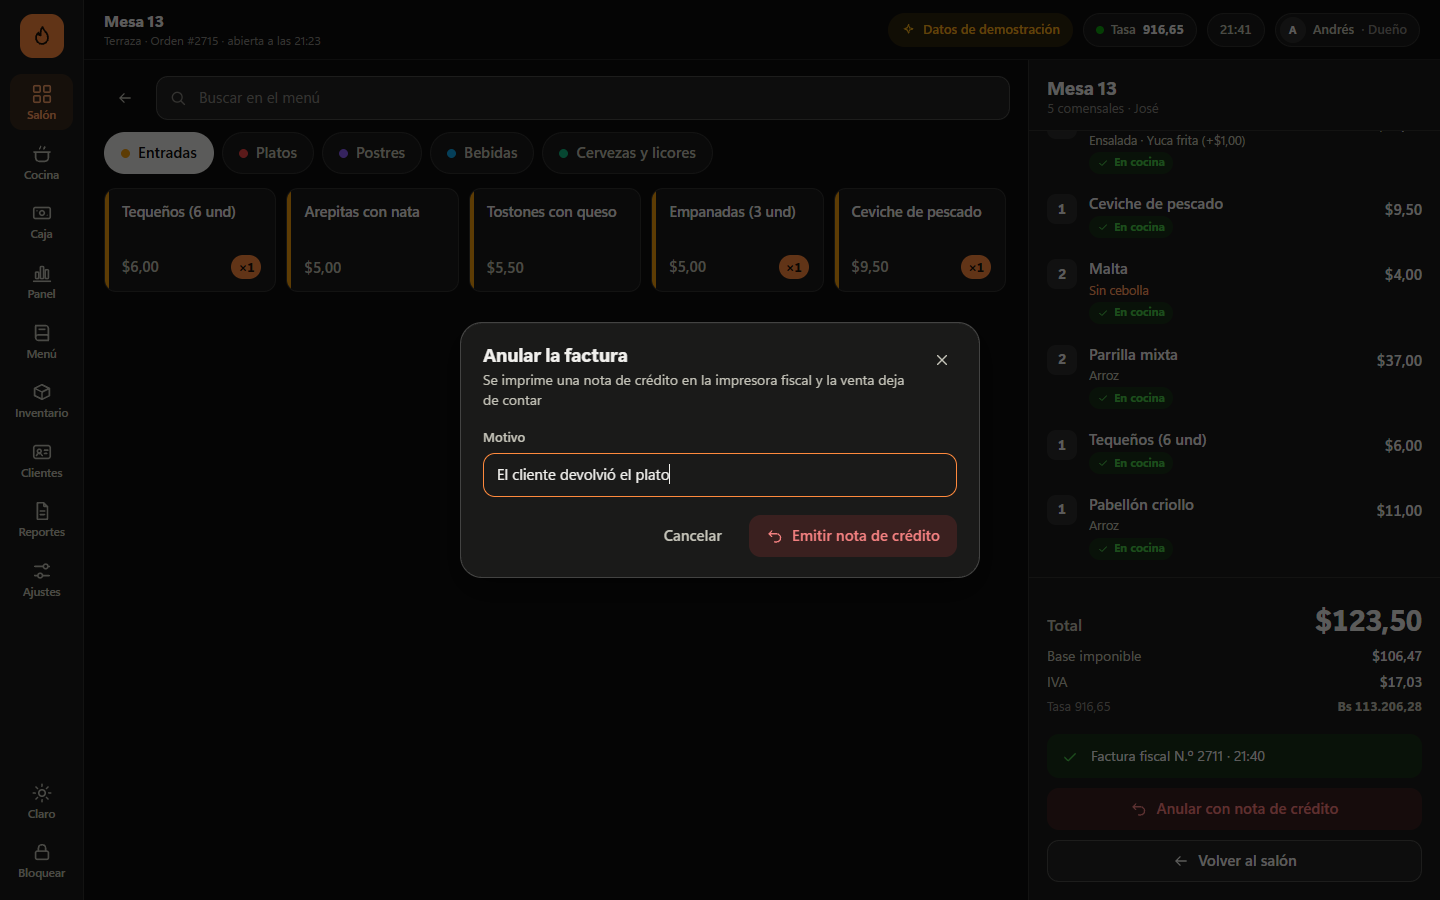 Mesa 13
Terraza · Orden #2715 · abierta a las 21:23
Datos de demostración
Tasa 916,65
21:41
A Andrés · Dueño
Salón
Cocina
Caja
Panel
Menú
Inventario
Clientes
Reportes
Ajustes
Claro
Bloquear
Buscar en el menú
Entradas
Platos
Postres
Bebidas
Cervezas y licores
Tequeños (6 und)
$6,00
×1
Arepitas con nata
$5,00
Tostones con queso
$5,50
Empanadas (3 und)
$5,00
×1
Ceviche de pescado
$9,50
×1
Anular la factura
Se imprime una nota de crédito en la impresora fiscal y la venta deja
de contar
Motivo
El cliente devolvió el plato
Cancelar
Emitir nota de crédito
Mesa 13
5 comensales · José
Ensalada · Yuca frita (+$1,00)
En cocina
1 Ceviche de pescado $9,50
En cocina
2 Malta $4,00
Sin cebolla
En cocina
2 Parrilla mixta $37,00
Arroz
En cocina
1 Tequeños (6 und) $6,00
En cocina
1 Pabellón criollo $11,00
Arroz
En cocina
Total $123,50
Base imponible $106,47
IVA $17,03
Tasa 916,65 Bs 113.206,28
Factura fiscal N.º 2711 · 21:40
Anular con nota de crédito
Volver al salón